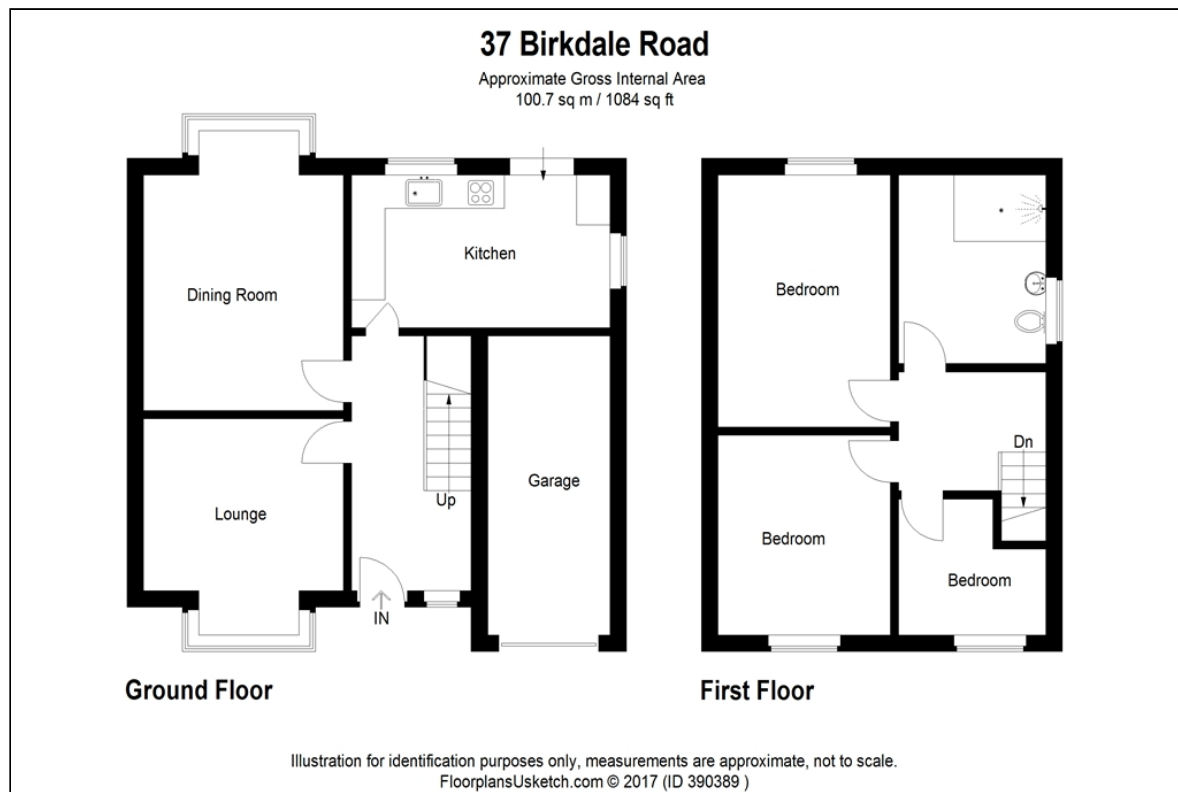 37 Birkdale Road
Approximate Gross Internal Area
100.7 sq m / 1084 sq ft
Kitchen
Dining Room
Garage
Up
Lounge
IN
Bedroom
Dn
Bedroom
Bedroom
Ground Floor
First Floor
Illustration for identification purposes only, measurements are approximate, not to scale.
FloorplansUsketch.com © 2017 (ID 390389 )